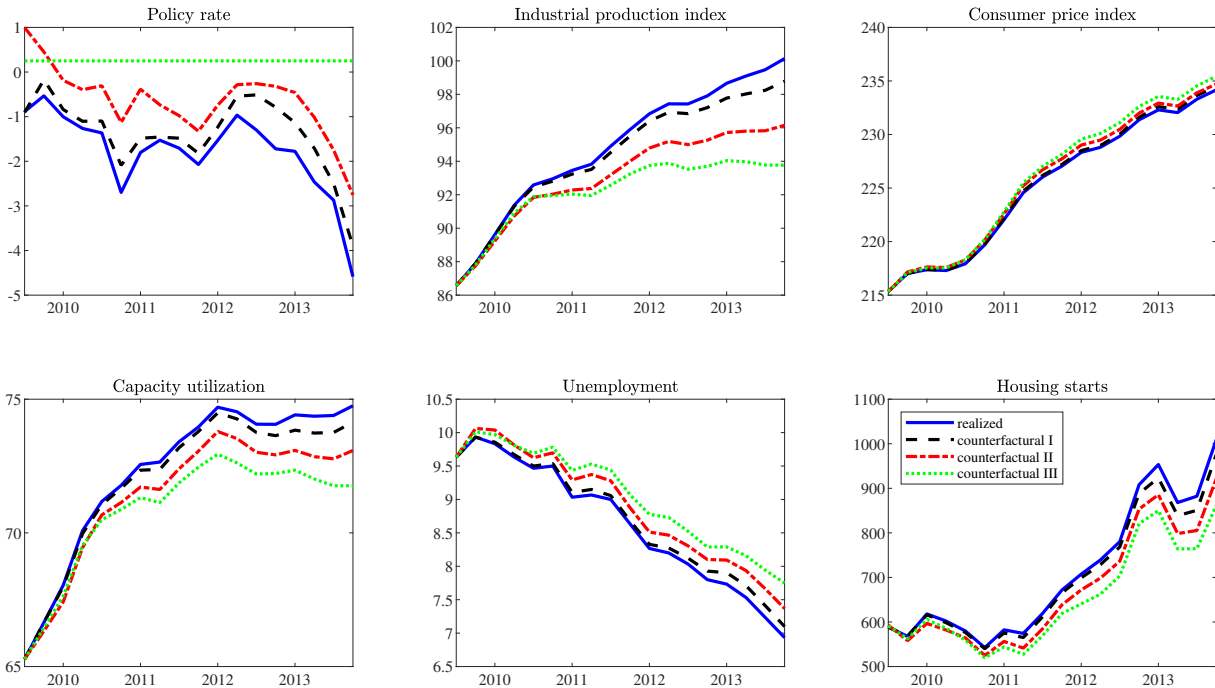 Policy rate
1
0
-1
-2
-3
-4
-5
2010 2011 2012 2013
Industrial production index
102
100
98
96
94
92
90
88
86
2010 2011 2012 2013
Consumer price index
240
235
230
225
220
215
2010 2011 2012 2013
Capacity utilization
75
70
65
2010 2011 2012 2013
Unemployment
10.5
10
9.5
9
8.5
8
7.5
7
6.5
2010 2011 2012 2013
Housing starts
1100
1000
900
800
700
600
500
2010 2011 2012 2013
realized
counterfactural I
counterfactual II
counterfactual III